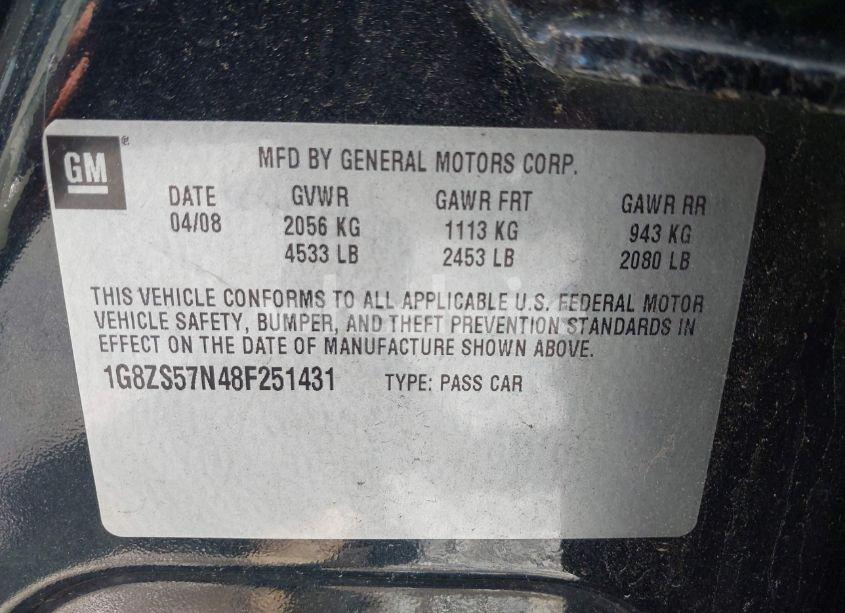 GM®
MFD BY GENERAL MOTORS CORP.
DATE GVWR GAWR FRT GAWR RR
04/08 2056 KG 1113 KG 943 KG
4533 LB 2453 LB 2080 LB
THIS VEHICLE CONFORMS TO ALL APPLICABLE U.S. FEDERAL MOTOR
VEHICLE SAFETY, BUMPER, AND THEFT PREVENTION STANDARDS IN
EFFECT ON THE DATE OF MANUFACTURE SHOWN ABOVE.
1G8ZS57N48F251431 TYPE: PASS CAR